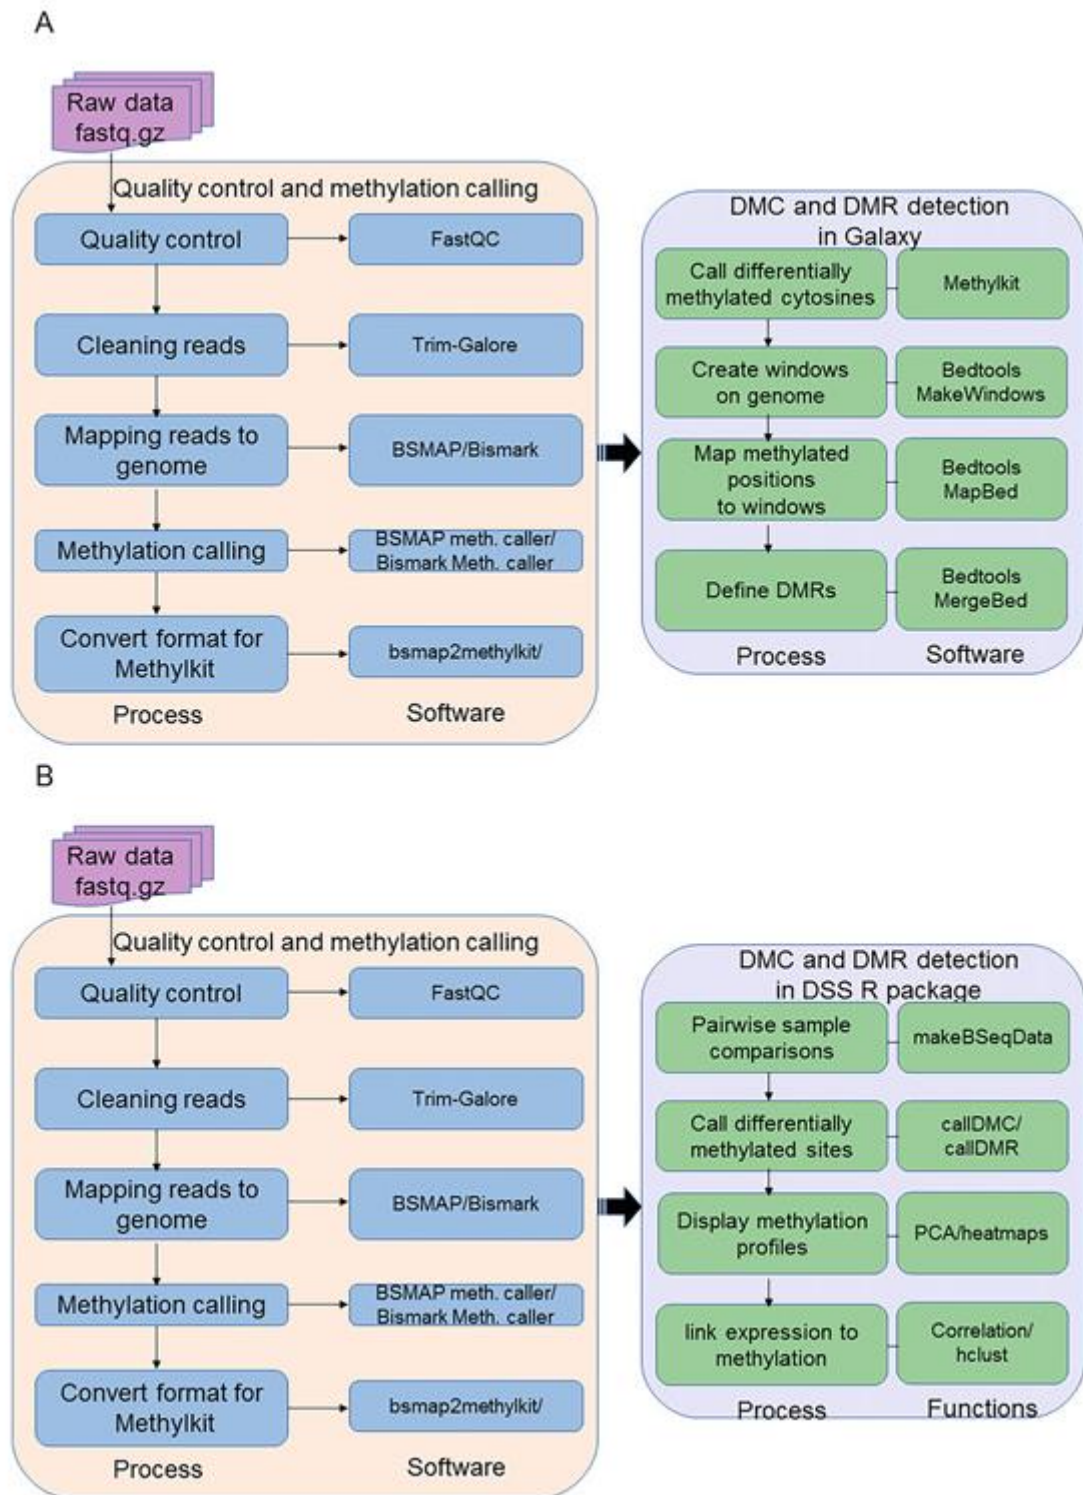 A
Raw data
fastq.gz
Quality control and methylation calling
Quality control
FastQC
Cleaning reads
Trim-Galore
Mapping reads to
genome
BSMAP/Bismark
Methylation calling
BSMAP meth. caller/
Bismark Meth. caller
Convert format for
Methylkit
bsmap2methylkit/
Process
Software
DMC and DMR detection
in Galaxy
Call differentially
methylated cytosines
Methylkit
Create windows
on genome
Bedtools
MakeWindows
Map methylated
positions
to windows
Bedtools
MapBed
Define DMRs
Bedtools
MergeBed
Process
Software
B
Raw data
fastq.gz
Quality control and methylation calling
Quality control
FastQC
Cleaning reads
Trim-Galore
Mapping reads to
genome
BSMAP/Bismark
Methylation calling
BSMAP meth. caller/
Bismark Meth. caller
Convert format for
Methylkit
bsmap2methylkit/
Process
Software
DMC and DMR detection
in DSS R package
Pairwise sample
comparisons
makeBSeqData
Call differentially
methylated sites
callDMC/
callDMR
Display methylation
profiles
PCA/heatmaps
link expression to
methylation
Correlation/
hclust
Process
Functions